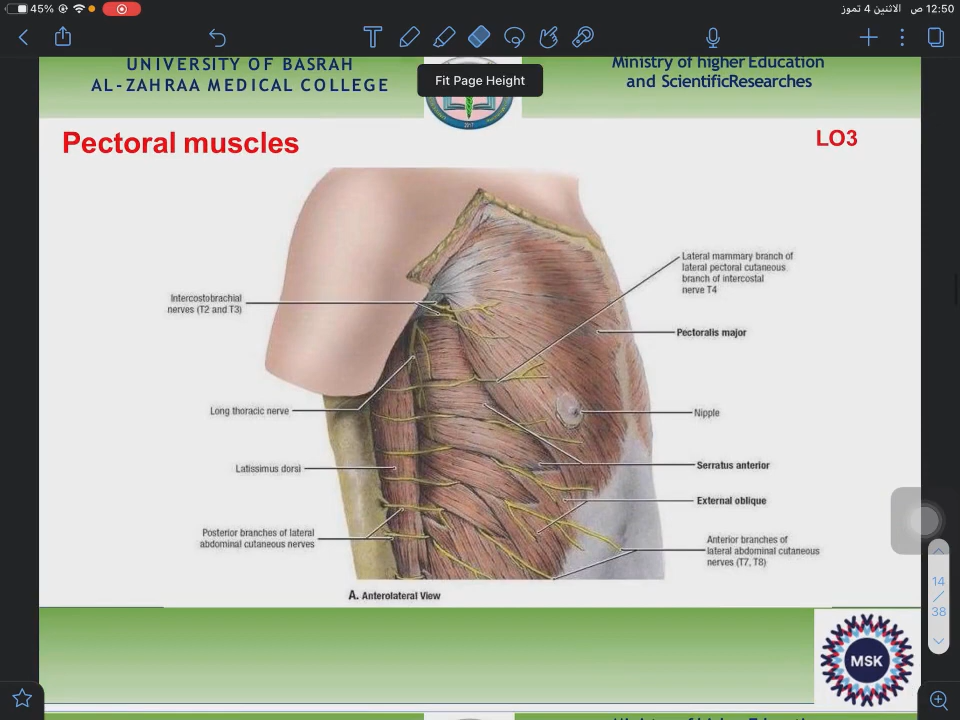 45%
12:50 ص الاثنين 4 تموز
Fit Page Height
UNIVERSITY OF BASRAH
AL-ZAHRAA MEDICAL COLLEGE
Ministry of higher Education
and ScientificResearches
2017
Pectoral muscles
LO3
Lateral mammary branch of
lateral pectoral cutaneous
branch of intercostal
nerve T4
Intercostobrachial
nerves (T2 and T3)
Pectoralis major
Long thoracic nerve
Nipple
Latissimus dorsi
Serratus anterior
External oblique
Posterior branches of lateral
abdominal cutaneous nerves
Anterior branches of
lateral abdominal cutaneous
nerves (T7, T8)
A. Anterolateral View
14
/
38
MSK